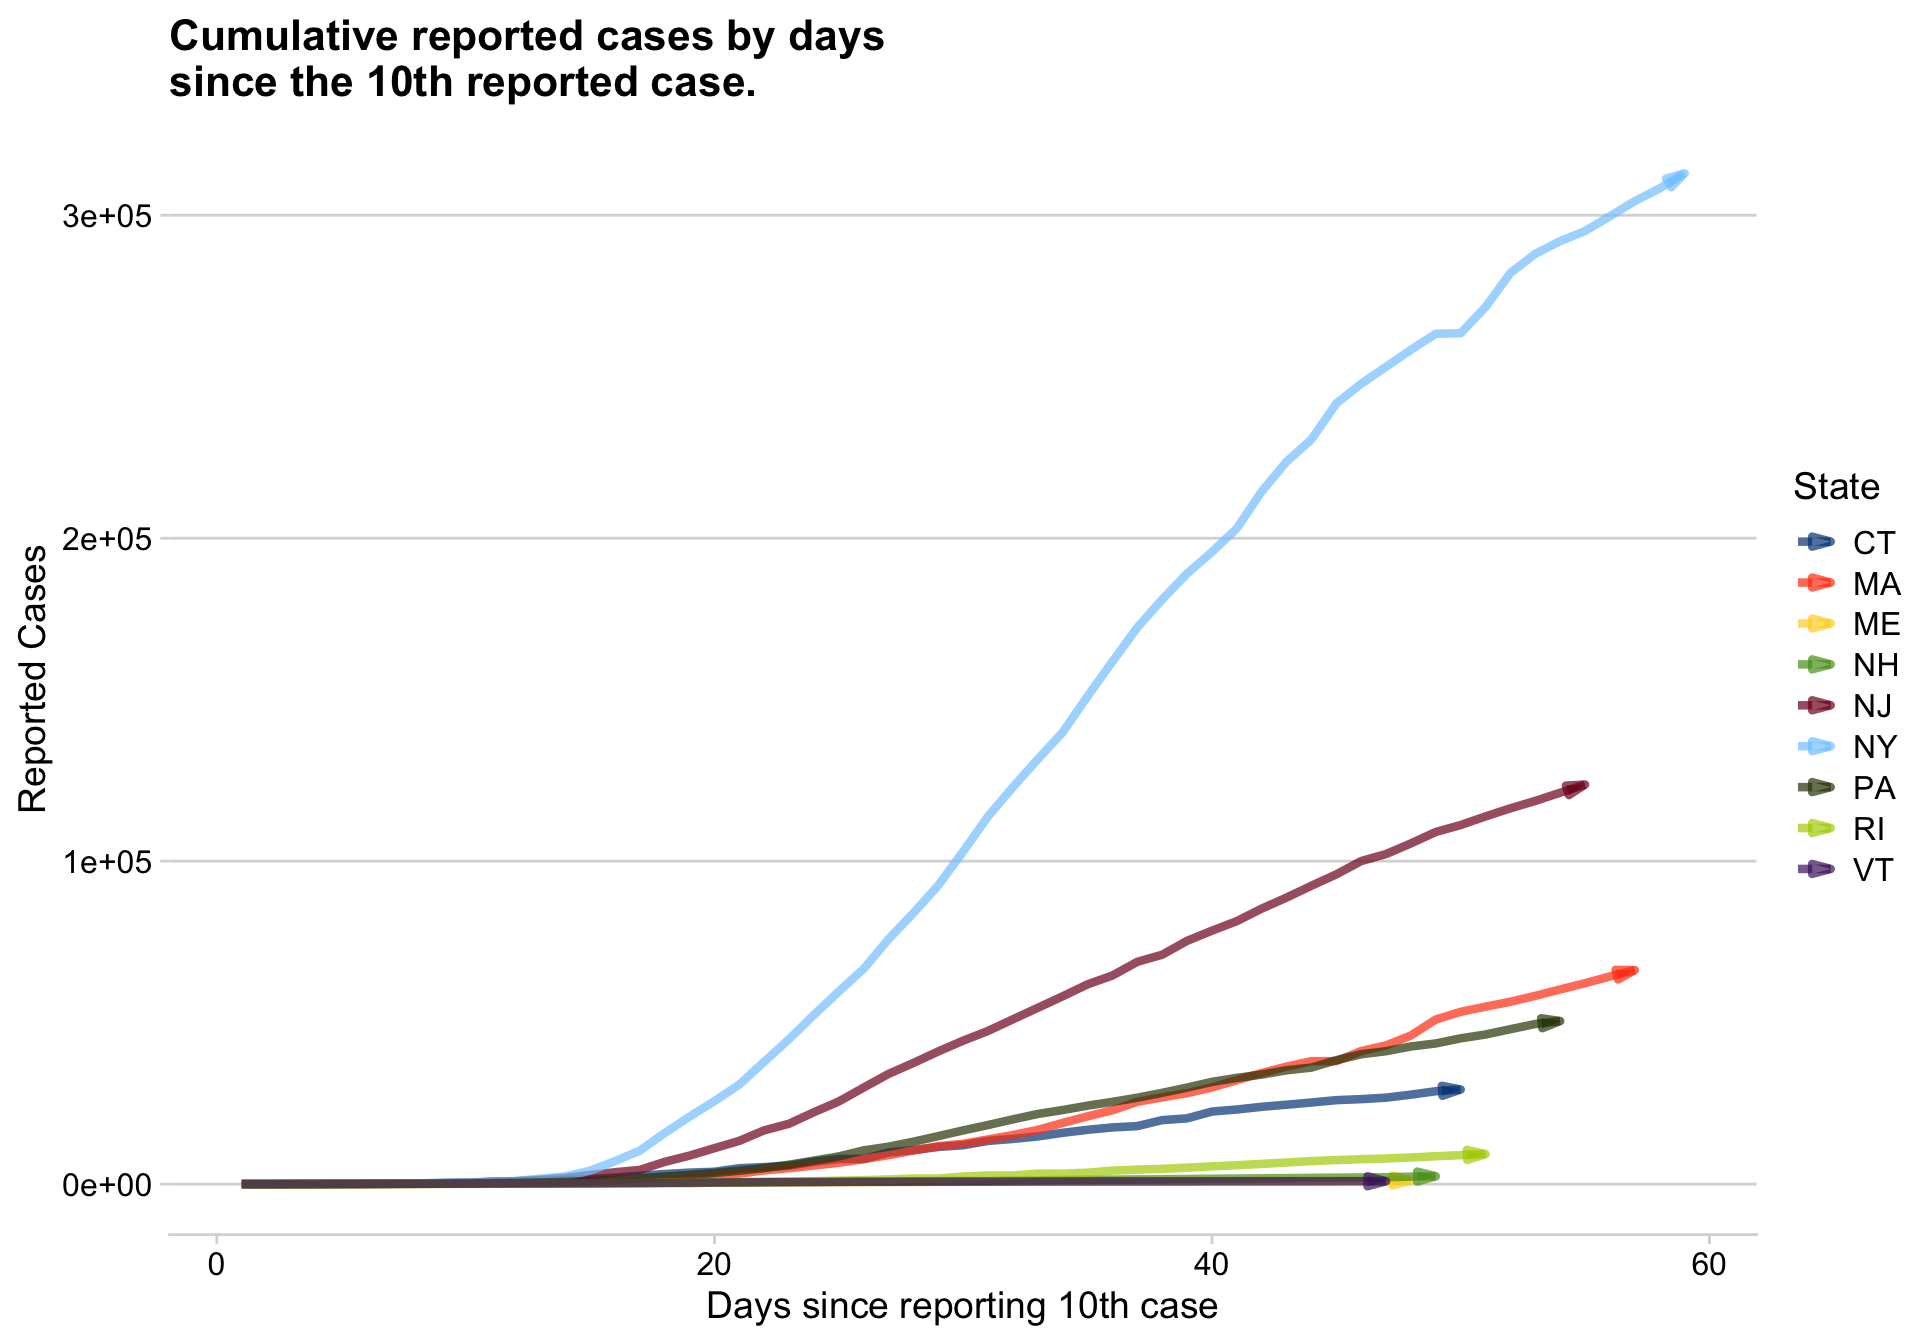 Cumulative reported cases by days
since the 10th reported case.
3e+05
2e+05
1e+05
0e+00
Reported Cases
0
20
40
60
Days since reporting 10th case
State
CT
MA
ME
NH
NJ
NY
PA
RI
VT